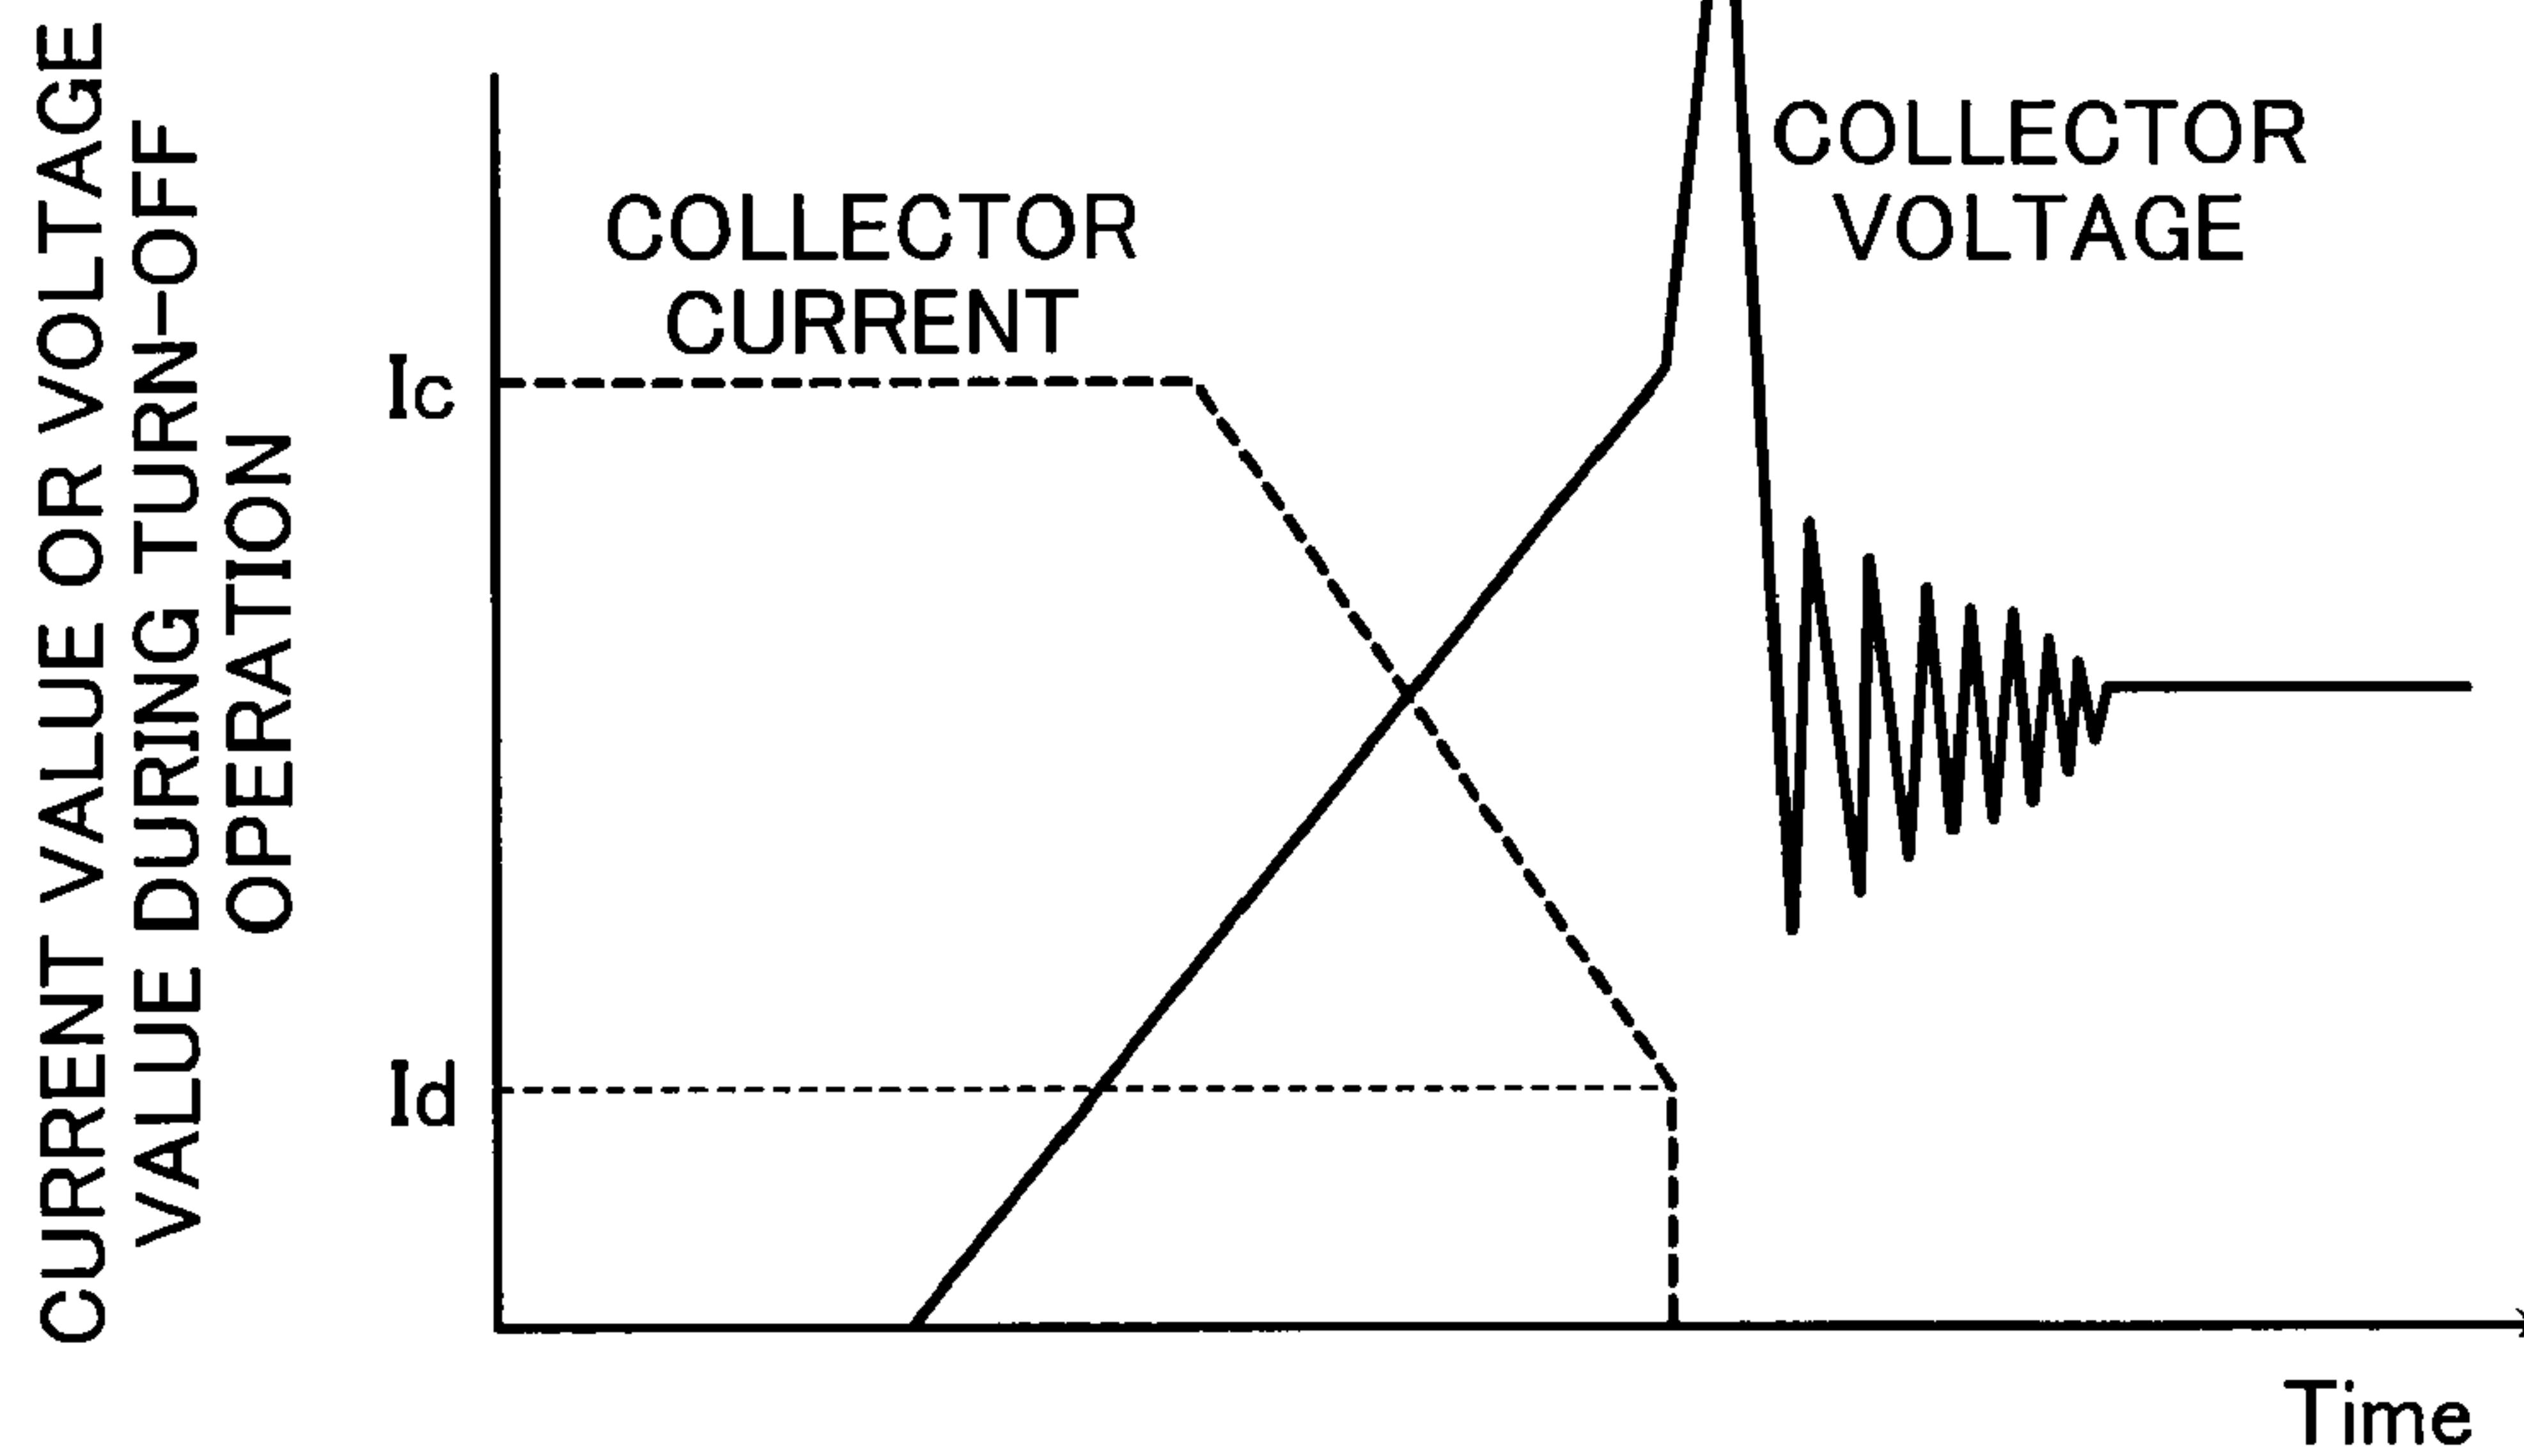 CURRENT VALUE OR VOLTAGE
VALUE DURING TURN-OFF
OPERATION
COLLECTOR
CURRENT
COLLECTOR
VOLTAGE
Ic
Id
Time